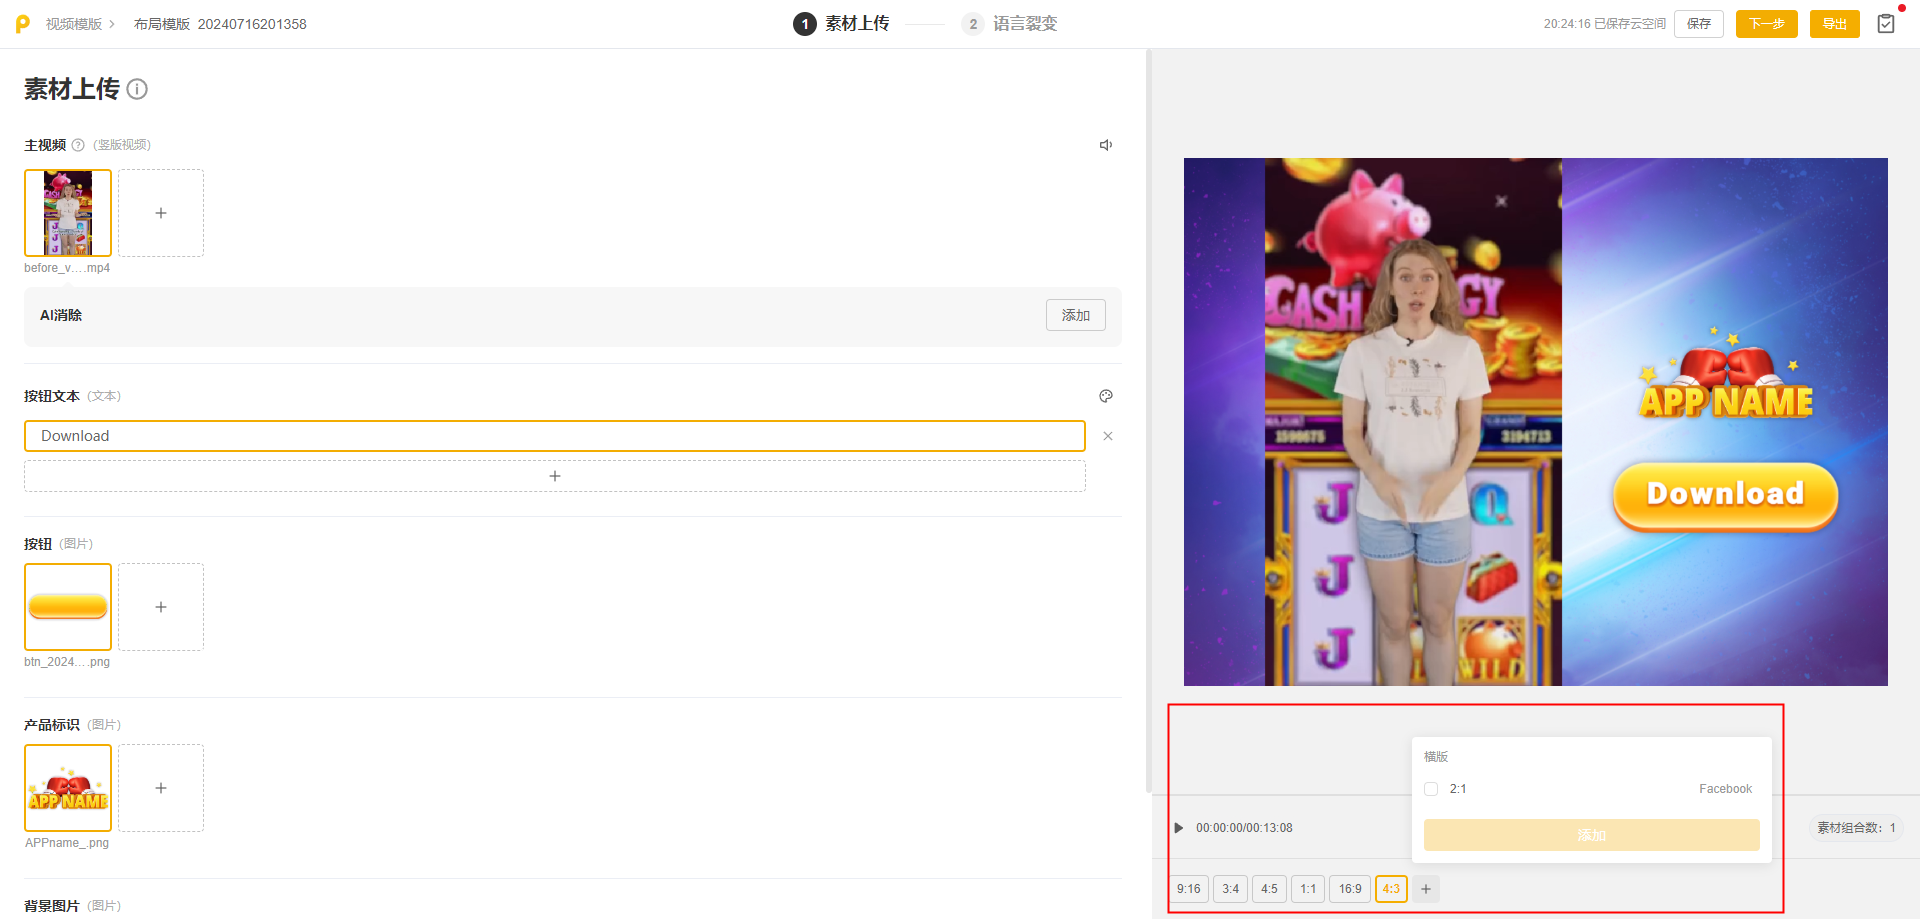 视频模版
布局模版 20240716201358
1 素材上传
2 语言裂变
20:24:16 已保存云空间
保存
下一步
导出
素材上传
主视频 (竖版视频)
before_v….mp4
AI消除
添加
按钮文本 (文本)
Download
按钮 (图片)
btn_2024….png
产品标识 (图片)
APP NAME
APPname_.png
背景图片 (图片)
CASH
GY
1598675
3194713
J
Q
J
J
WILD
APP NAME
Download
横版
2:1 Facebook
添加
00:00:00/00:13:08
素材组合数: 1
9:16 3:4 4:5 1:1 16:9 4:3